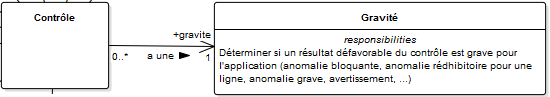 Contrôle
+gravite
0..*
a une
1
Gravité
responsibilities
Déterminer si un résultat défavorable du contrôle est grave pour
l'application (anomalie bloquante, anomalie rédhibitoire pour une
ligne, anomalie grave, avertissement, ...)